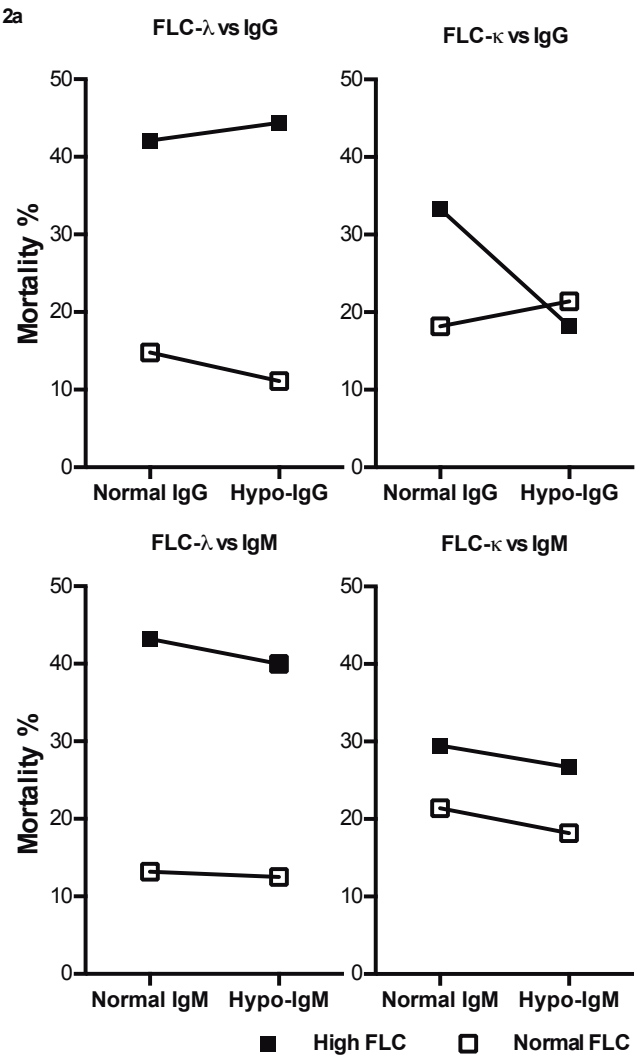 2a
FLC-λ vs IgG
FLC-κ vs IgG
Mortality %
50
40
30
20
10
0
Normal IgG Hypo-IgG
50
40
30
20
10
0
Normal IgG Hypo-IgG
FLC-λ vs IgM
FLC-κ vs IgM
Mortality %
50
40
30
20
10
0
Normal IgM Hypo-IgM
50
40
30
20
10
0
Normal IgM Hypo-IgM
High FLC Normal FLC